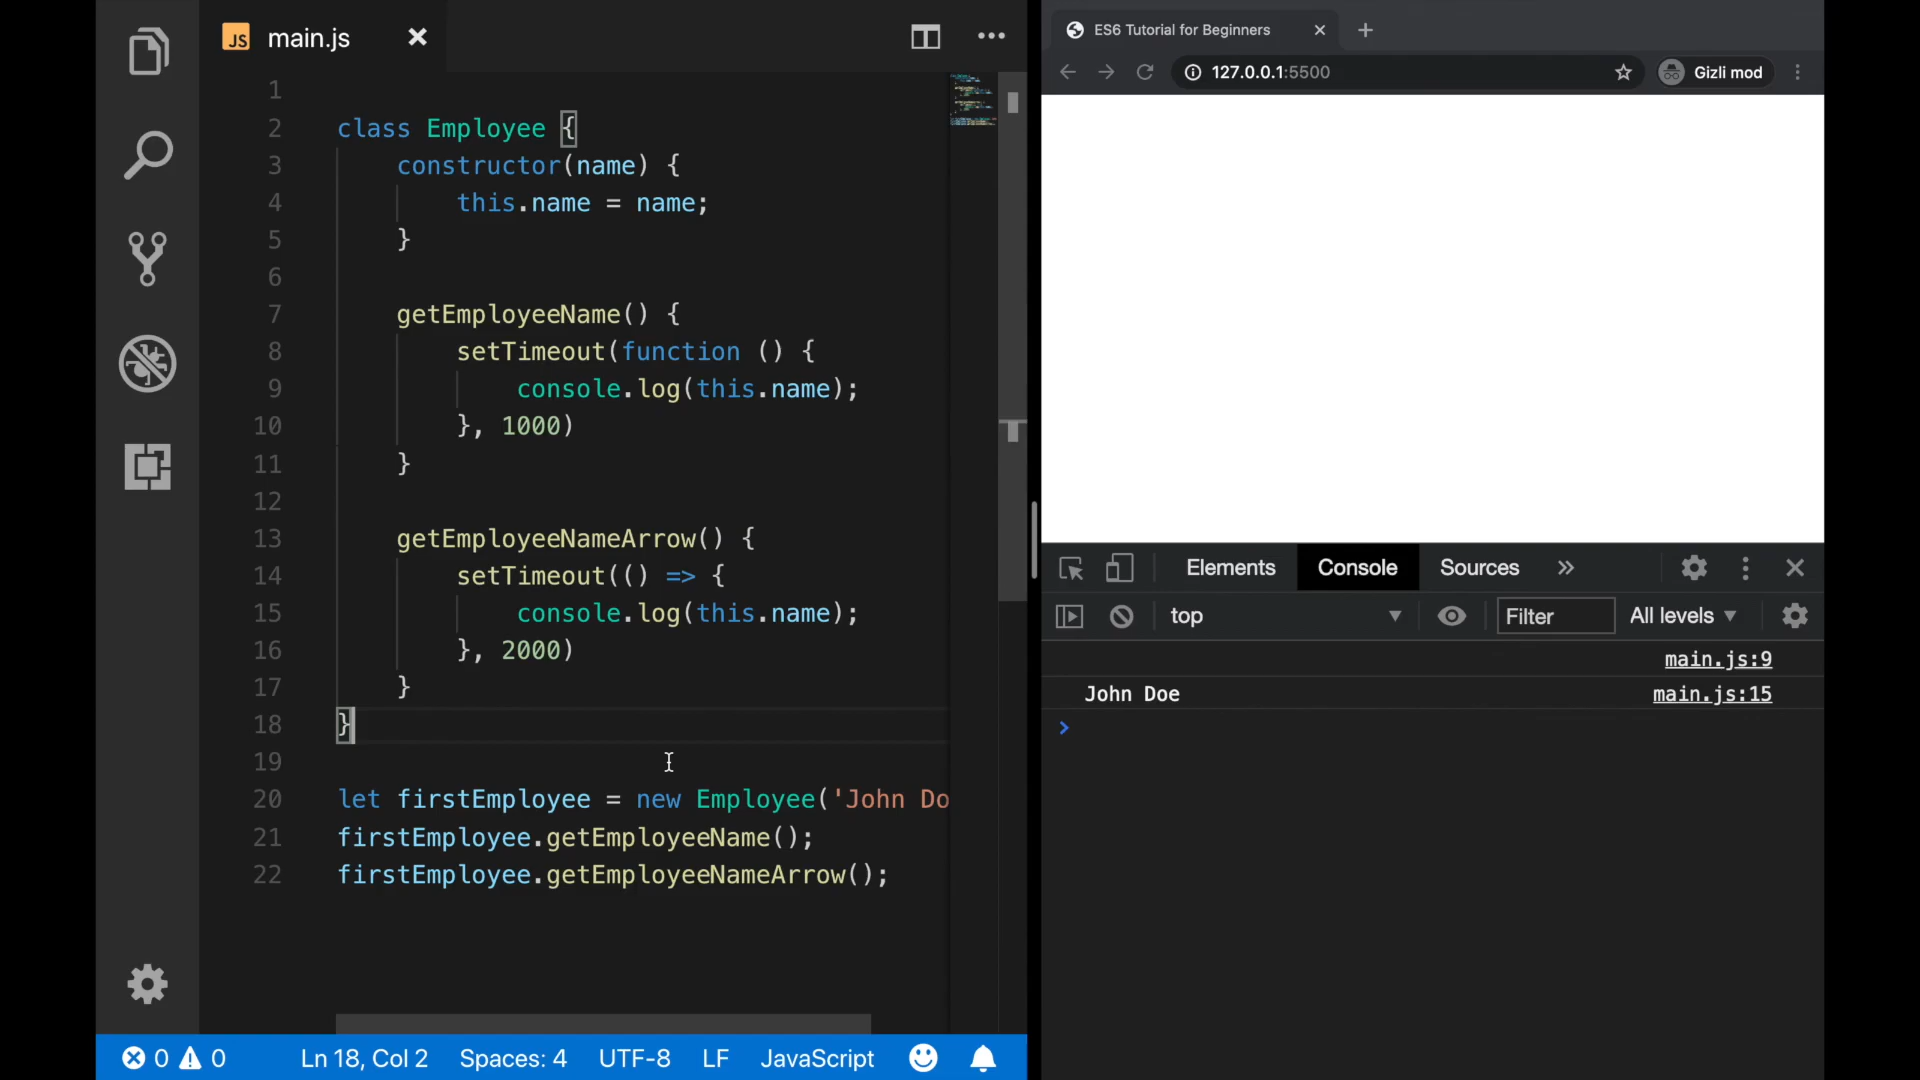 JS main.js
1
2 class Employee {
3 constructor(name) {
4 this.name = name;
5 }
6
7 getEmployeeName() {
8 setTimeout(function () {
9 console.log(this.name);
10 }, 1000)
11 }
12
13 getEmployeeNameArrow() {
14 setTimeout(() => {
15 console.log(this.name);
16 }, 2000)
17 }
18 }
19
20 let firstEmployee = new Employee('John Do
21 firstEmployee.getEmployeeName();
22 firstEmployee.getEmployeeNameArrow();
0 0 Ln 18, Col 2 Spaces: 4 UTF-8 LF JavaScript
ES6 Tutorial for Beginners
127.0.0.1:5500 Gizli mod
Elements Console Sources »
top Filter All levels
main.js:9
John Doe main.js:15
>